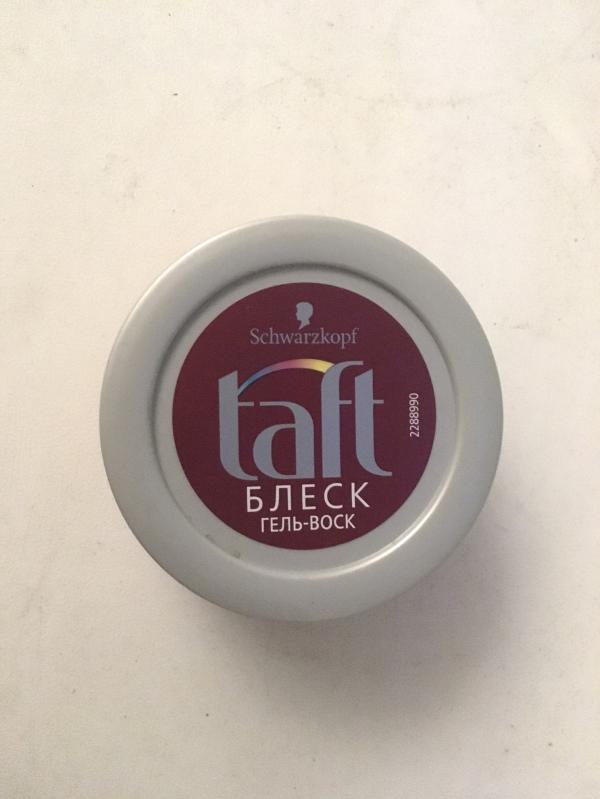 Schwarzkopf
taft
БЛЕСК
ГЕЛЬ-ВОСК
2288990